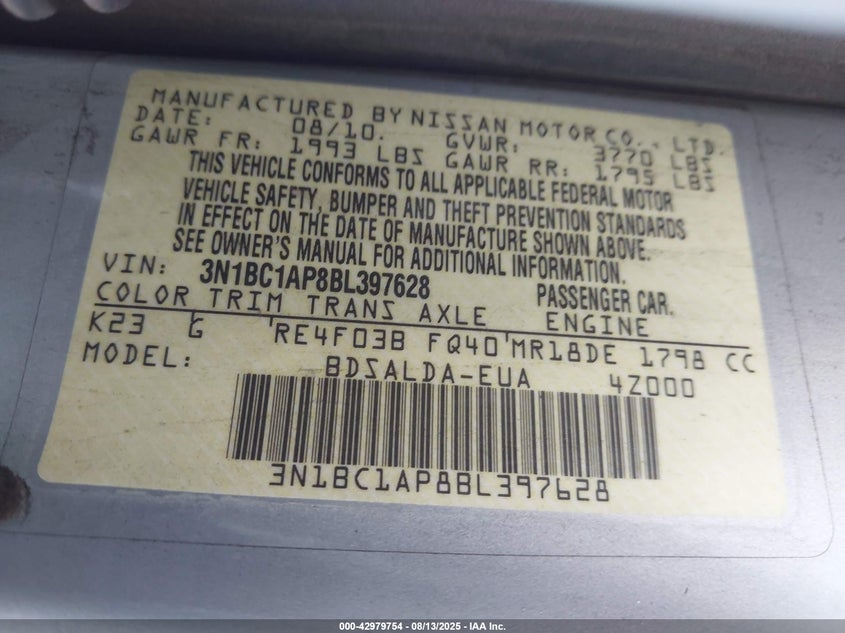 MANUFACTURED BY NISSAN MOTOR CO., LTD.
DATE: 08/10. GVWR: 3770 LBS
GAWR FR: 1993 LBS GAWR RR: 1795 LBS
THIS VEHICLE CONFORMS TO ALL APPLICABLE FEDERAL MOTOR
VEHICLE SAFETY, BUMPER AND THEFT PREVENTION STANDARDS
IN EFFECT ON THE DATE OF MANUFACTURE SHOWN ABOVE.
SEE OWNER'S MANUAL FOR ADDITIONAL INFORMATION.
VIN: 3N1BC1AP8BL397628 PASSENGER CAR.
COLOR TRIM TRANS AXLE ENGINE
K23 G 'RE4F03B FQ40'MR18DE 1798 CC
MODEL: BDSALDA-EUA 4Z000
3N1BC1AP8BL397628
000-42979754 - 08/13/2025 - IAA Inc.